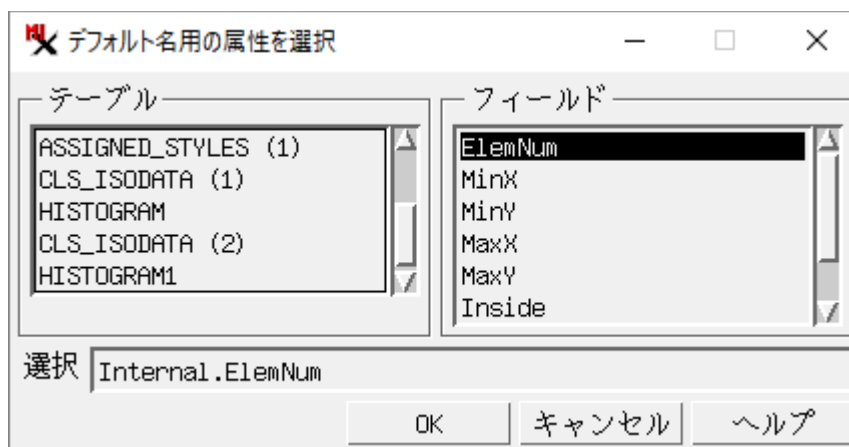 デフォルト名用の属性を選択
テーブル
ASSIGNED_STYLES (1)
CLS_ISODATA (1)
HISTOGRAM
CLS_ISODATA (2)
HISTOGRAM1
フィールド
ElemNum
MinX
MinY
MaxX
MaxY
Inside
選択 Internal.ElemNum
OK キャンセル ヘルプ